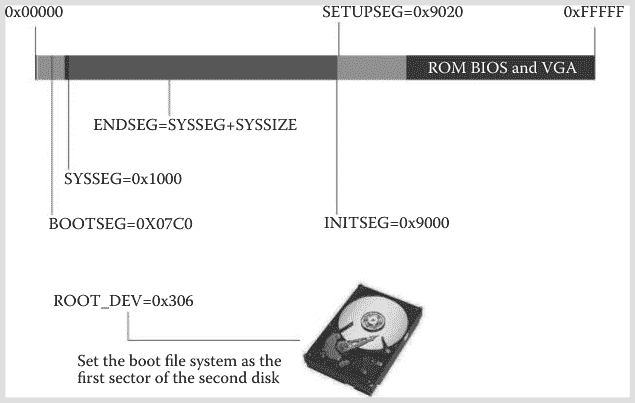 0x00000
SETUPSEG=0x9020
0xFFFFF
ROM BIOS and VGA
ENDSEG=SYSSEG+SYSSIZE
SYSSEG=0x1000
BOOTSEG=0X07C0
INITSEG=0x9000
ROOT_DEV=0x306
Set the boot file system as the
first sector of the second disk